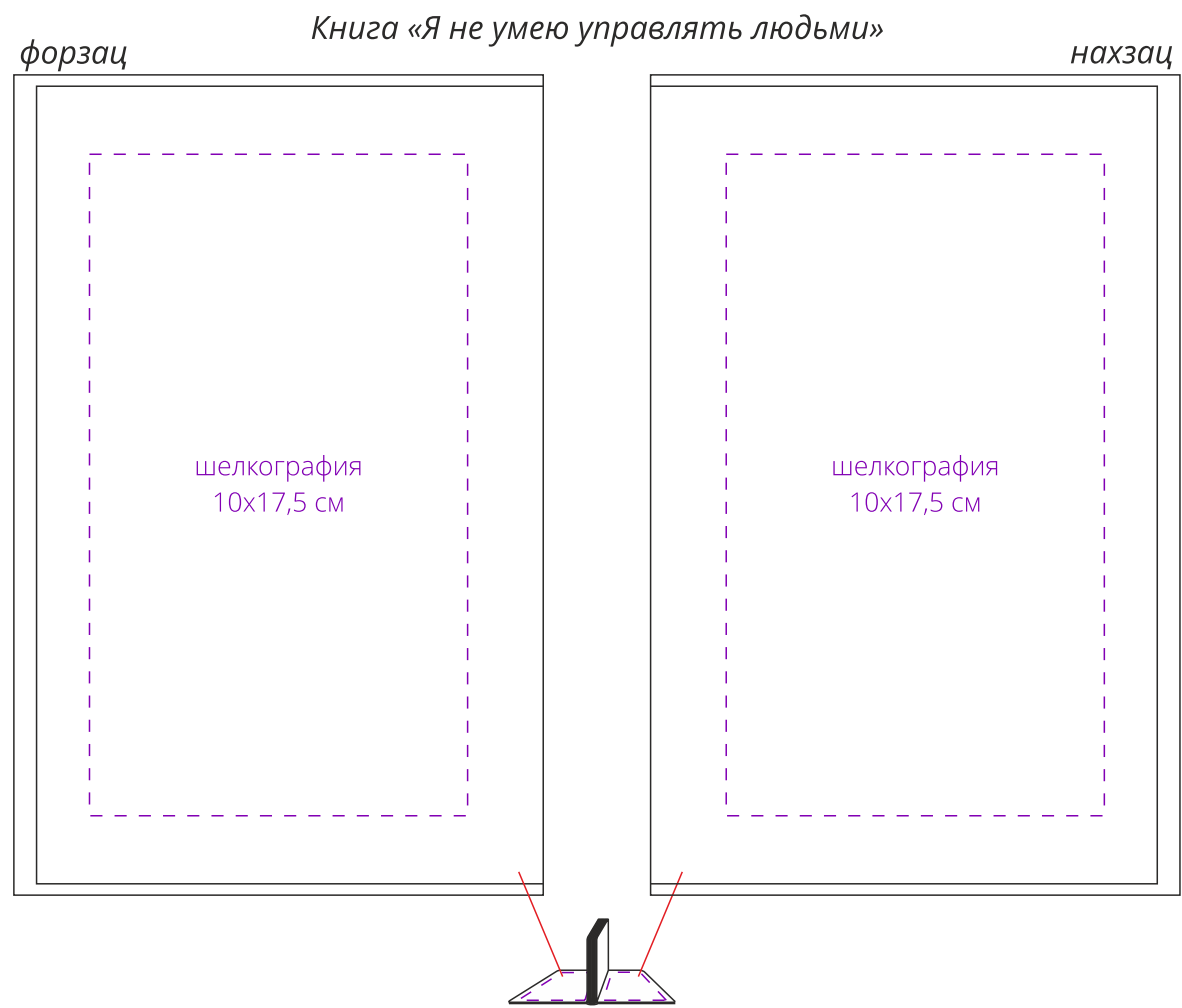 Книга «Я не умею управлять людьми»
форзац
нахзац
шелкография
10х17,5 см
шелкография
10х17,5 см